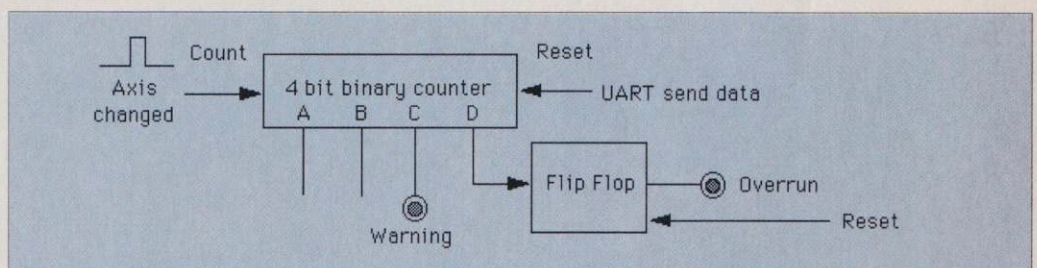 Count
Reset
Axis
changed
4 bit binary counter
A B C D
UART send data
Flip Flop
Overrun
Warning
Reset